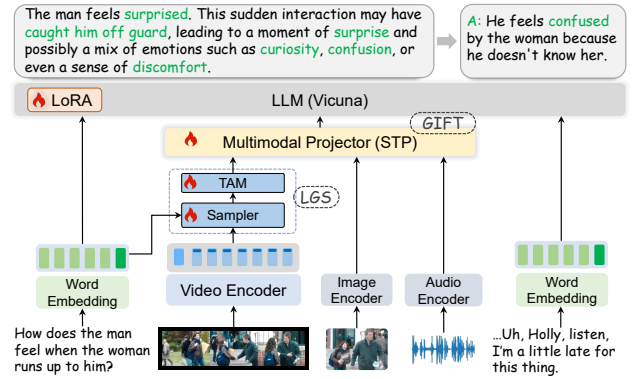 The man feels surprised. This sudden interaction may have
caught him off guard, leading to a moment of surprise and
possibly a mix of emotions such as curiosity, confusion, or
even a sense of discomfort.
A: He feels confused
by the woman because
he doesn't know her.
LoRA
LLM (Vicuna)
GIFT
Multimodal Projector (STP)
TAM
LGS
Sampler
Word
Embedding
Video Encoder
Image
Encoder
Audio
Encoder
Word
Embedding
How does the man
feel when the woman
runs up to him?
...Uh, Holly, listen,
I'm a little late for
this thing.